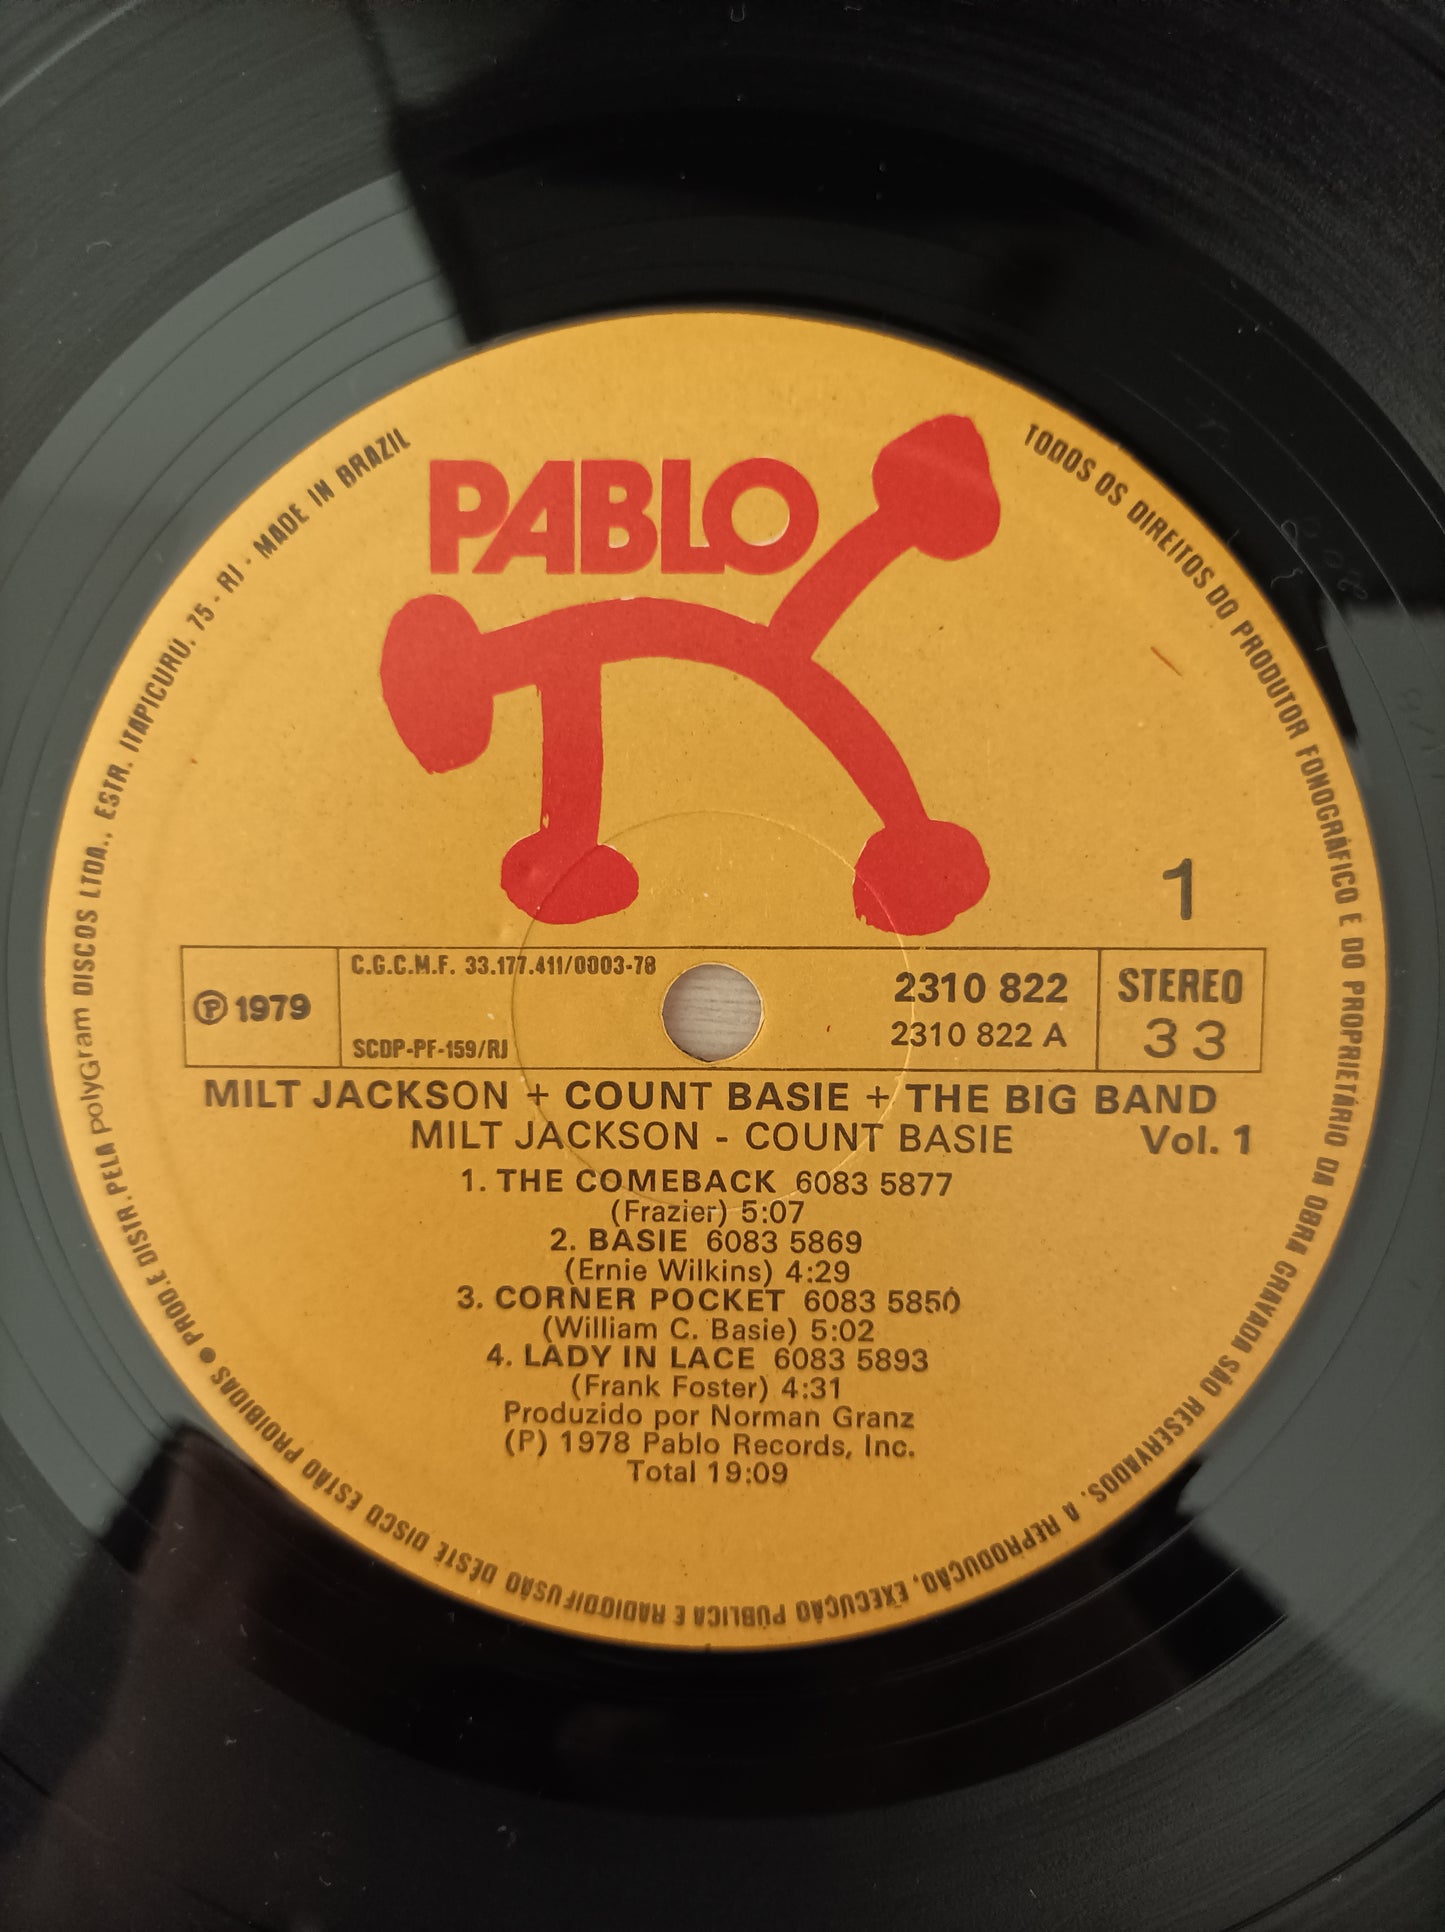 PABLO
1
℗ 1979
C.G.C.M.F. 33.177.411/0003-78
SCDP-PF-159/RJ
2310 822
2310 822 A
STEREO
33
MILT JACKSON + COUNT BASIE + THE BIG BAND
MILT JACKSON - COUNT BASIE Vol. 1
1. THE COMEBACK 6083 5877
(Frazier) 5:07
2. BASIE 6083 5869
(Ernie Wilkins) 4:29
3. CORNER POCKET 6083 5850
(William C. Basie) 5:02
4. LADY IN LACE 6083 5893
(Frank Foster) 4:31
Produzido por Norman Granz
(P) 1978 Pablo Records, Inc.
Total 19:09
TODOS OS DIREITOS DO PRODUTOR FONOGRÁFICO E DO PROPRIETÁRIO DA OBRA GRAVADA SÃO RESERVADOS. A REPRODUÇÃO, EXECUÇÃO PÚBLICA E RADIODIFUSÃO DESTE DISCO ESTÃO PROIBIDAS ● PROD. E DISTR. PELA PolyGram DISCOS LTDA., ESTR. ITAPICURU, 75 - RJ - MADE IN BRAZIL